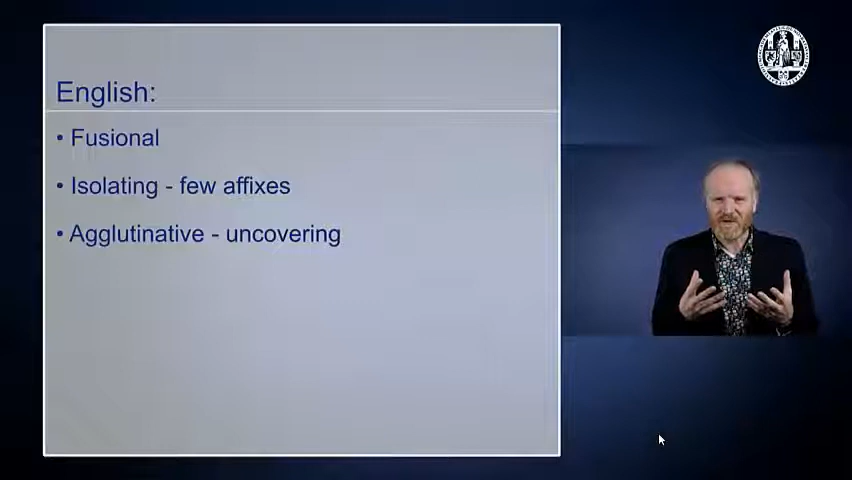 English:
• Fusional
• Isolating - few affixes
• Agglutinative - uncovering